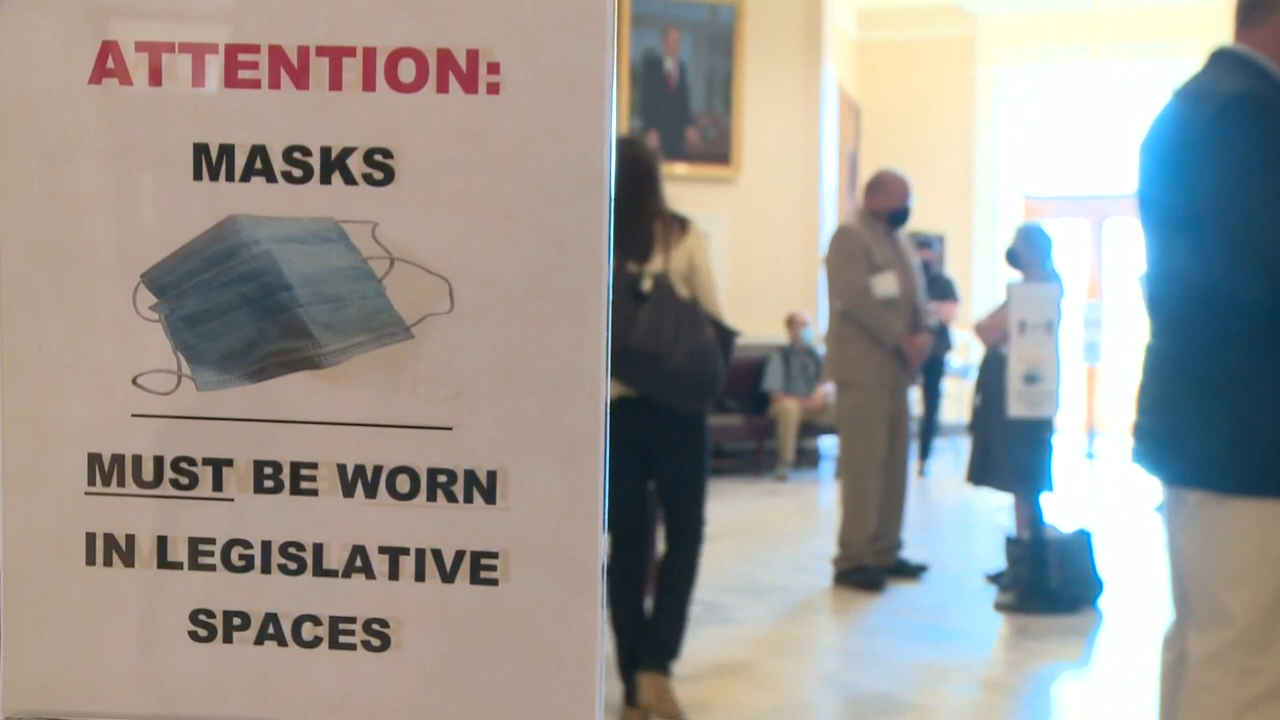 ATTENTION:
MASKS
MUST BE WORN
IN LEGISLATIVE
SPACES